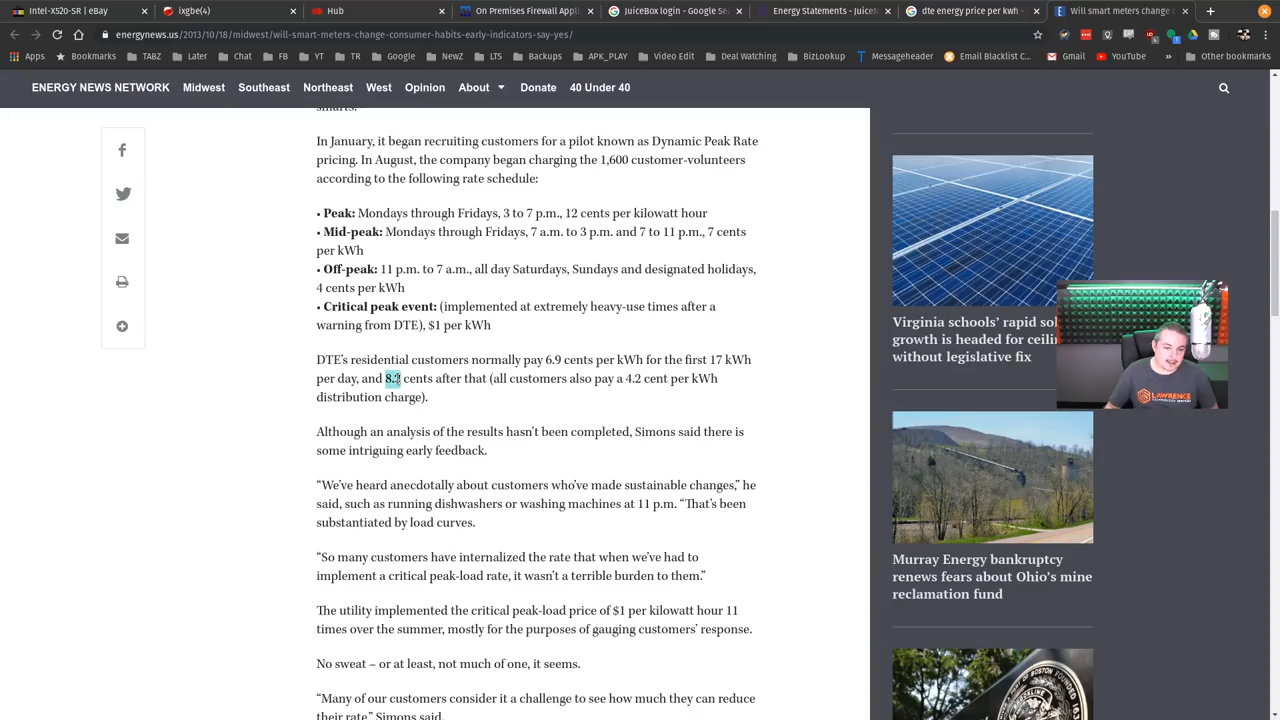 Intel-X520-SR | eBay
ixgbe(4)
Hub
On Premises Firewall Appli
JuiceBox login - Google Sea
Energy Statements - JuiceN
dte energy price per kwh -
Will smart meters change c
energynews.us/2013/10/18/midwest/will-smart-meters-change-consumer-habits-early-indicators-say-yes/
Apps
Bookmarks
TABZ
Later
Chat
FB
YT
TR
Google
NewZ
LTS
Backups
APK_PLAY
Video Edit
Deal Watching
BizLookup
Messageheader
Email Blacklist C...
Gmail
YouTube
»
Other bookmarks
ENERGY NEWS NETWORK
Midwest
Southeast
Northeast
West
Opinion
About
Donate
40 Under 40
smarts.
In January, it began recruiting customers for a pilot known as Dynamic Peak Rate
pricing. In August, the company began charging the 1,600 customer-volunteers
according to the following rate schedule:
• Peak: Mondays through Fridays, 3 to 7 p.m., 12 cents per kilowatt hour
• Mid-peak: Mondays through Fridays, 7 a.m. to 3 p.m. and 7 to 11 p.m., 7 cents
per kWh
• Off-peak: 11 p.m. to 7 a.m., all day Saturdays, Sundays and designated holidays,
4 cents per kWh
• Critical peak event: (implemented at extremely heavy-use times after a
warning from DTE), $1 per kWh
DTE’s residential customers normally pay 6.9 cents per kWh for the first 17 kWh
per day, and cents after that (all customers also pay a 4.2 cent per kWh
distribution charge).
Although an analysis of the results hasn’t been completed, Simons said there is
some intriguing early feedback.
“We’ve heard anecdotally about customers who’ve made sustainable changes,” he
said, such as running dishwashers or washing machines at 11 p.m. “That’s been
substantiated by load curves.
“So many customers have internalized the rate that when we’ve had to
implement a critical peak-load rate, it wasn’t a terrible burden to them.”
The utility implemented the critical peak-load price of $1 per kilowatt hour 11
times over the summer, mostly for the purposes of gauging customers’ response.
No sweat – or at least, not much of one, it seems.
“Many of our customers consider it a challenge to see how much they can reduce
their rate,” Simons said.
Virginia schools’ rapid sol
growth is headed for ceili
without legislative fix
LAWRENCE
Murray Energy bankruptcy
renews fears about Ohio’s mine
reclamation fund